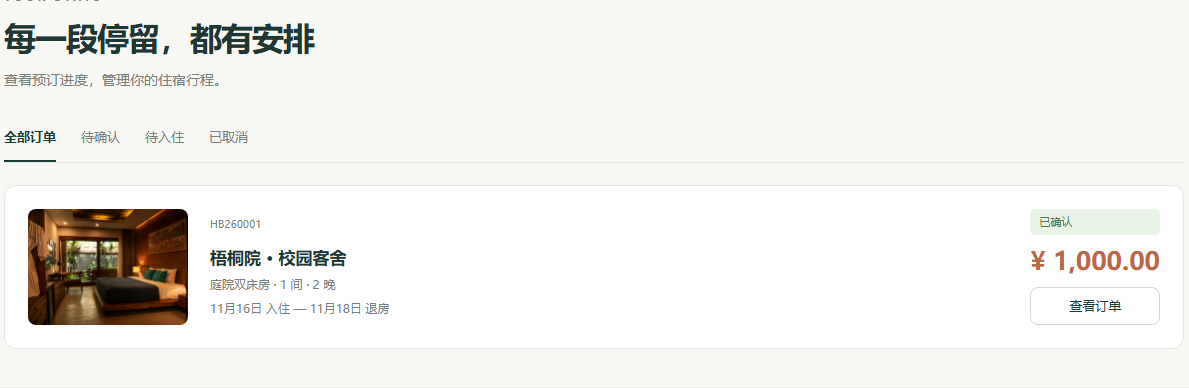 每一段停留，都有安排
查看预订进度，管理你的住宿行程。
全部订单 待确认 待入住 已取消
HB260001
已确认
梧桐院 · 校园客舍
¥ 1,000.00
庭院双床房 · 1 间 · 2 晚
11月16日 入住 — 11月18日 退房
查看订单